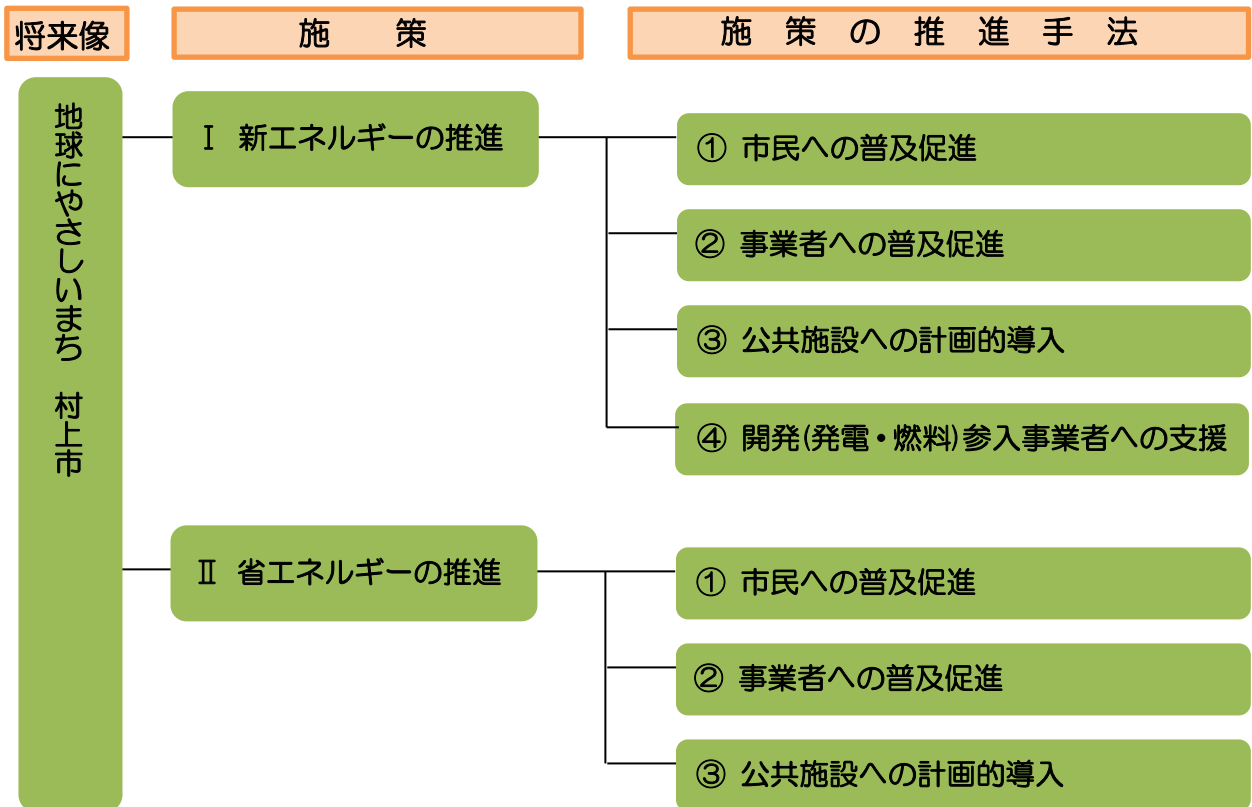 将来像
施策
施策の推進手法
地球にやさしいまち　村上市
Ⅰ 新エネルギーの推進
① 市民への普及促進
② 事業者への普及促進
③ 公共施設への計画的導入
④ 開発(発電・燃料)参入事業者への支援
Ⅱ 省エネルギーの推進
① 市民への普及促進
② 事業者への普及促進
③ 公共施設への計画的導入